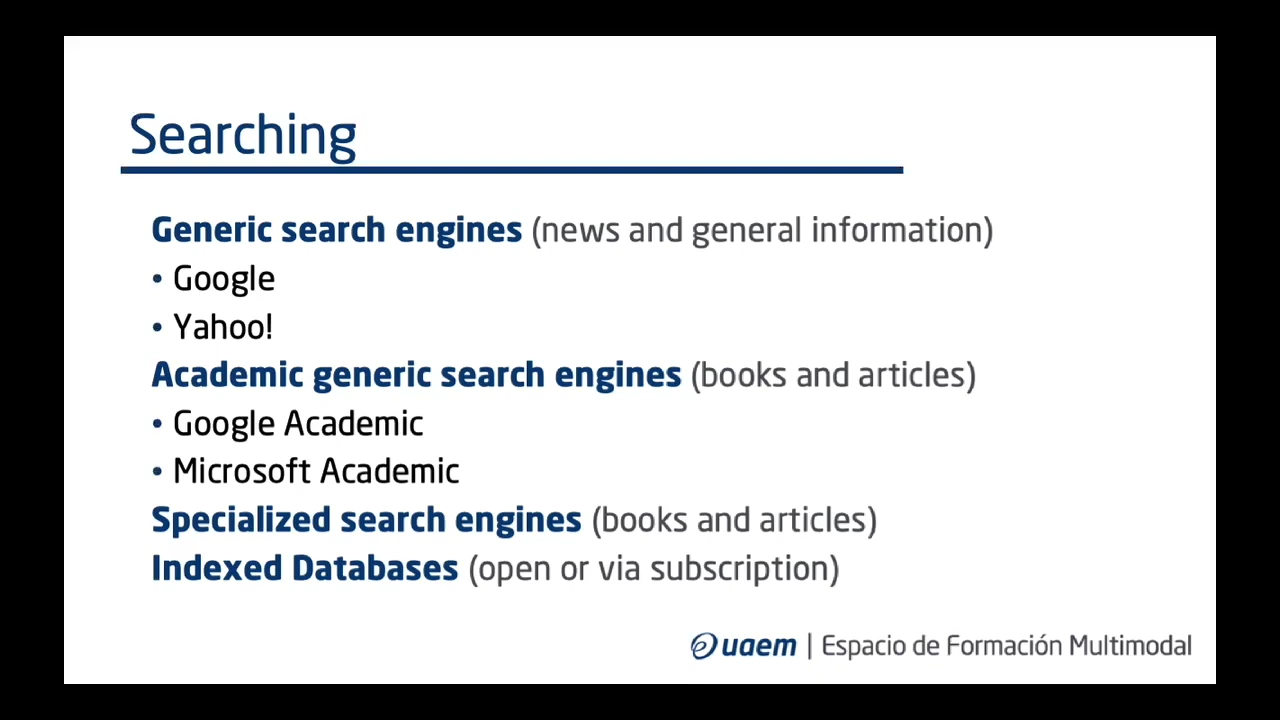 Searching
Generic search engines (news and general information)
• Google
• Yahoo!
Academic generic search engines (books and articles)
• Google Academic
• Microsoft Academic
Specialized search engines (books and articles)
Indexed Databases (open or via subscription)
uaem | Espacio de Formación Multimodal